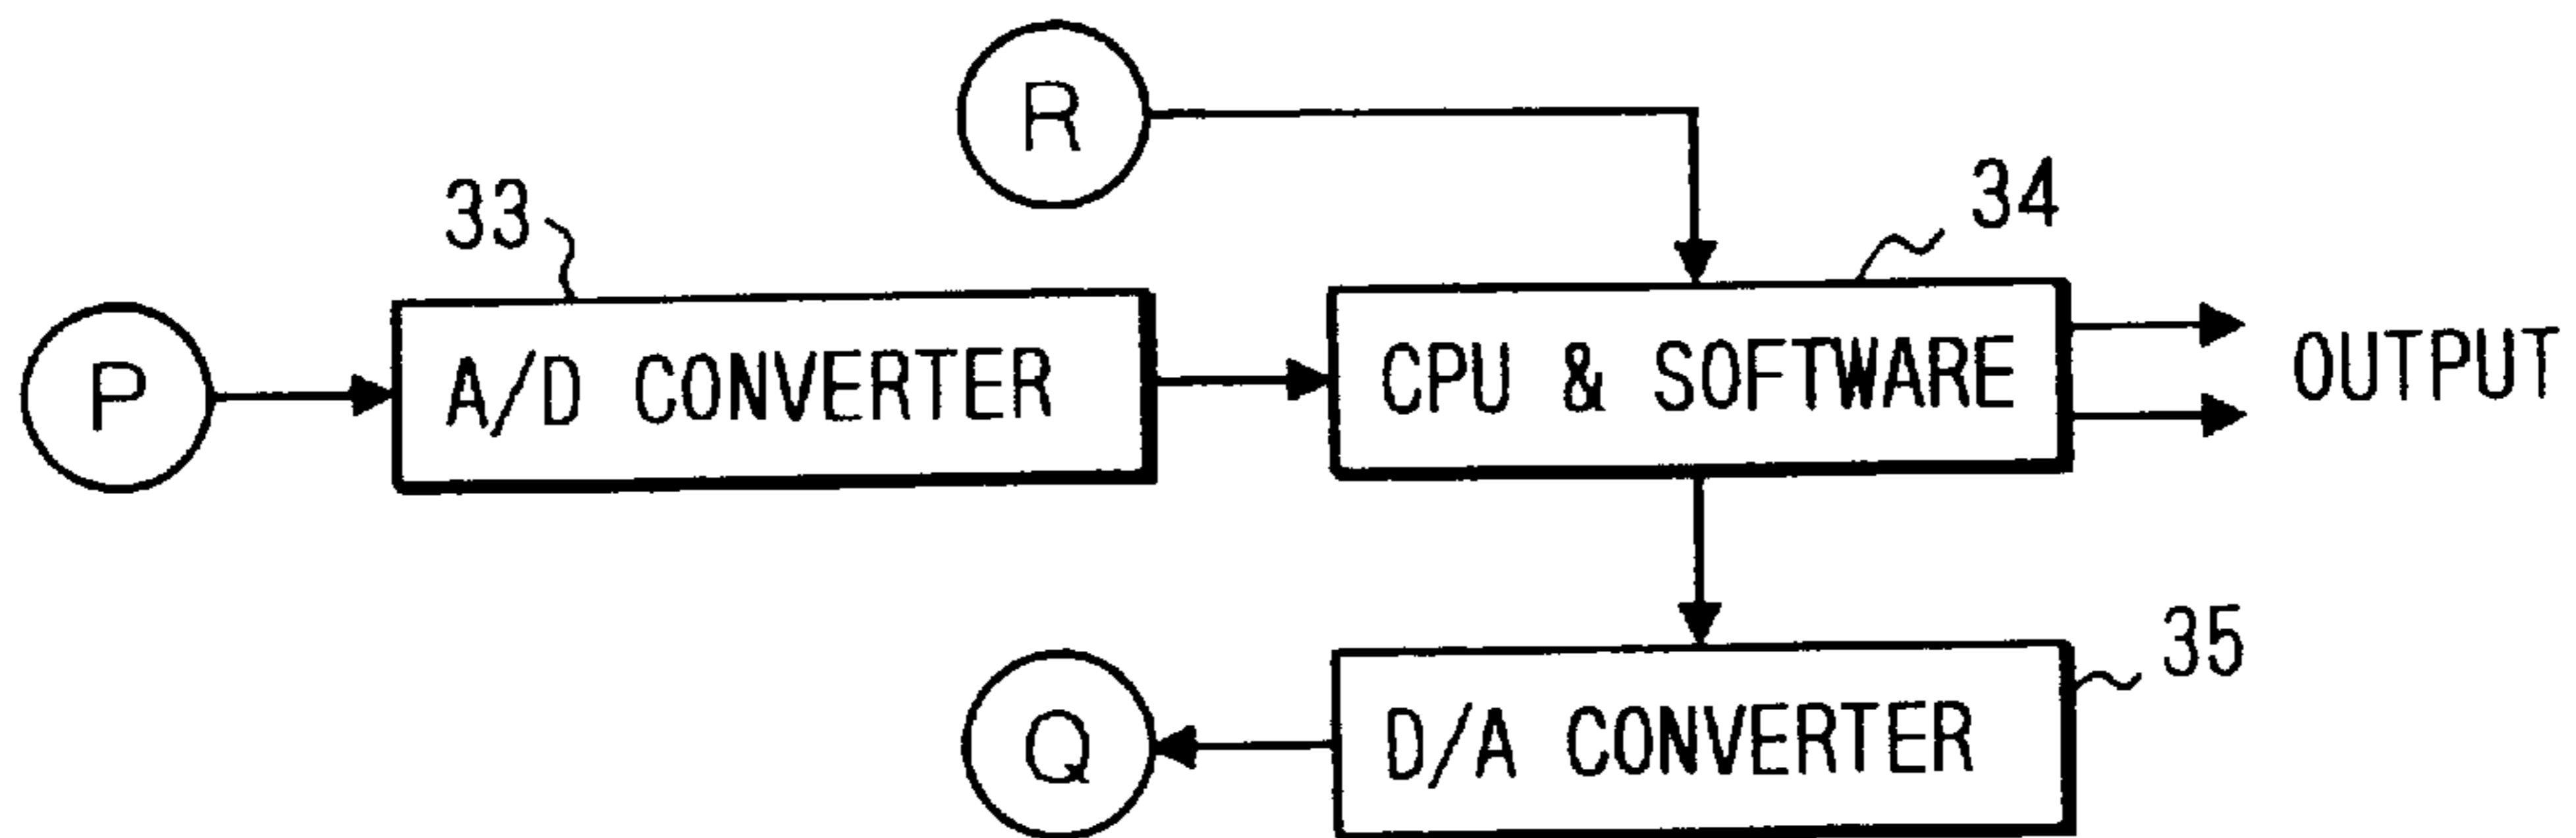 R
33
34
P
A/D CONVERTER
CPU & SOFTWARE
OUTPUT
35
Q
D/A CONVERTER